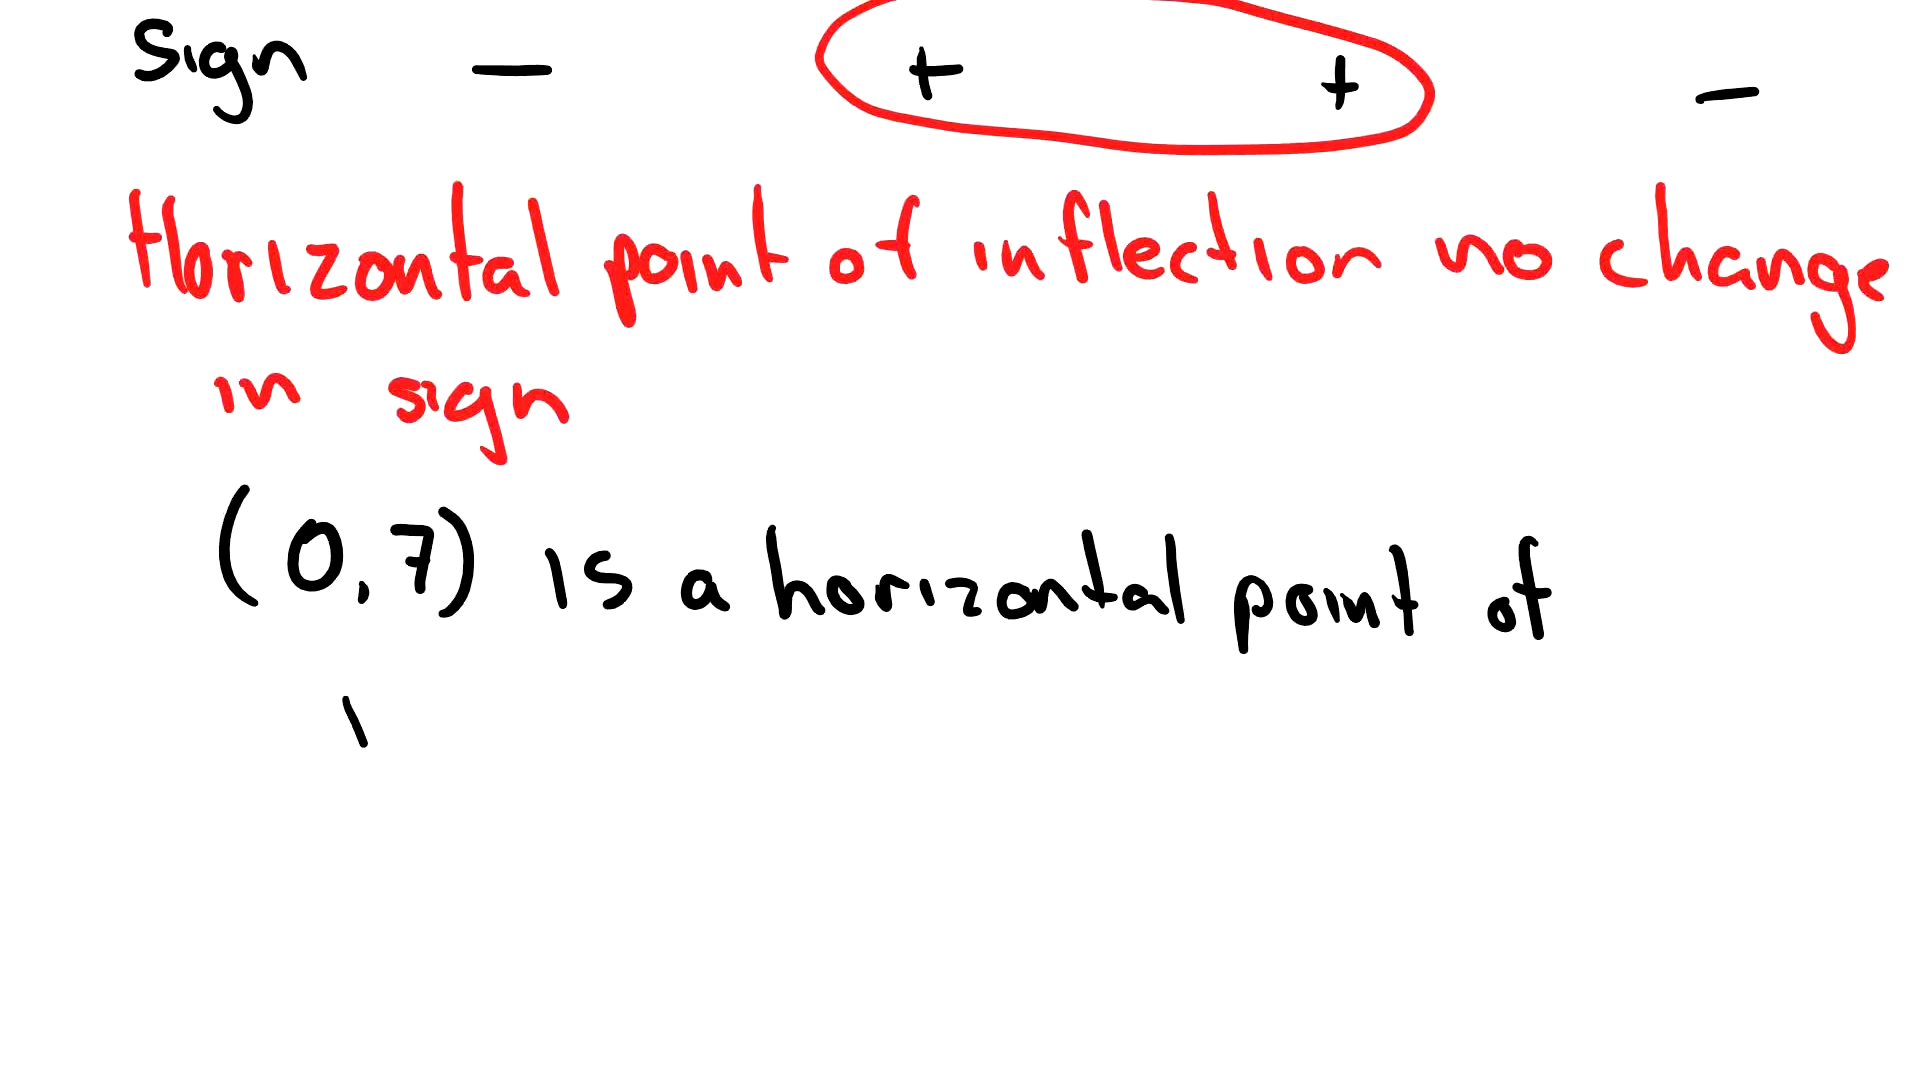 Sign — + + —
Horizontal point of inflection no change
in sign
(0,7) is a horizontal point of